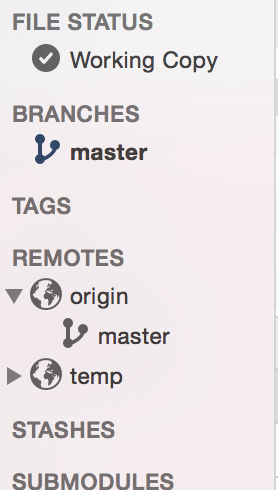 FILE STATUS
Working Copy
BRANCHES
master
TAGS
REMOTES
origin
master
temp
STASHES
SUBMODULES